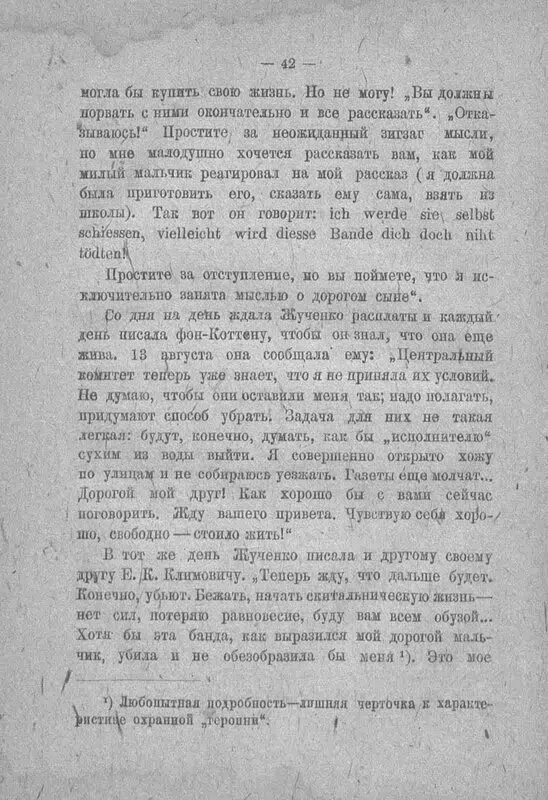 — 42 —
могла бы купить свою жизнь. Но не могу! „Вы должны
порвать с ними окончательно и все рассказать“. „Отка-
зываюсь!“ Простите за неожиданный зигзаг мысли,
но мне малодушно хочется рассказать вам, как мой
милый мальчик реагировал на мой рассказ (я должна
была приготовить его, сказать ему сама, взять из
школы). Так вот он говорит: ich werde sie selbst
schiessen, vielleicht wird diesse Bande dich doch niht
tödten!
Простите за отступление, но вы поймете, что я ис-
ключительно занята мыслью о дорогом сыне“.
Со дня на день ждала Жученко расплаты и каждый
день писала фон-Коттену, чтобы он знал, что она еще
жива. 13 августа она сообщала ему: „Центральный
комитет теперь уже знает, что я не приняла их условий.
Не думаю, чтобы они оставили меня так; надо полагать,
придумают способ убрать. Задача для них не такая
легкая: будут, конечно, думать, как бы „исполнителю“
сухим из воды выйти. Я совершенно открыто хожу
по улицам и не собираюсь уезжать. Газеты еще молчат...
Дорогой мой друг! Как хорошо бы с вами сейчас
поговорить. Жду вашего привета. Чувствую себя хоро-
шо, свободно — стоило жить!“
В тот же день Жученко писала и другому своему
другу Е. К. Климовичу. „Теперь жду, что дальше будет.
Конечно, убьют. Бежать, начать скитальническую жизнь—
нет сил, потеряю равновесие, буду вам всем обузой...
Хотя бы эта банда, как выразился мой дорогой маль-
чик, убила и не обезобразила бы меня ¹). Это мое
¹) Любопытная подробность—лишняя черточка к характе-
ристике охранной „героини“.